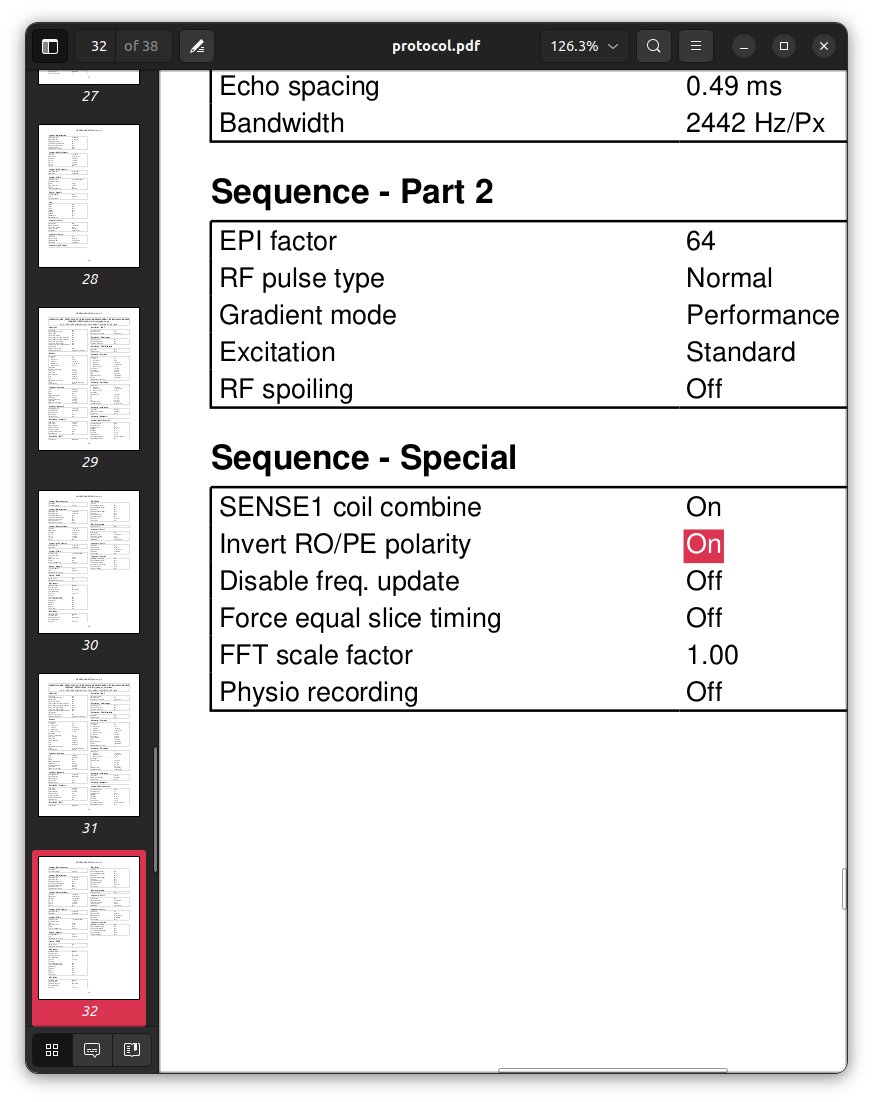 32 of 38
protocol.pdf
126.3%
27
28
29
30
31
32
Echo spacing 0.49 ms
Bandwidth 2442 Hz/Px
Sequence - Part 2
EPI factor 64
RF pulse type Normal
Gradient mode Performance
Excitation Standard
RF spoiling Off
Sequence - Special
SENSE1 coil combine On
Invert RO/PE polarity On
Disable freq. update Off
Force equal slice timing Off
FFT scale factor 1.00
Physio recording Off